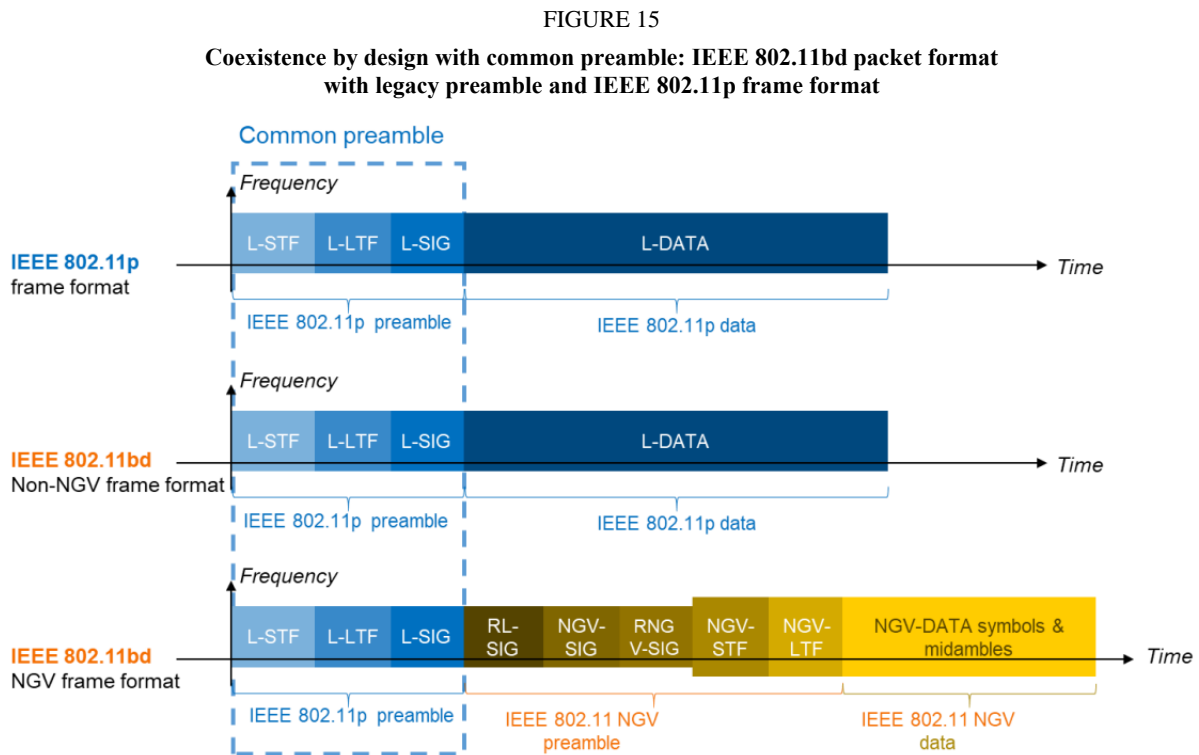 FIGURE 15
Coexistence by design with common preamble: IEEE 802.11bd packet format
with legacy preamble and IEEE 802.11p frame format
Common preamble
Frequency
L-STF L-LTF L-SIG L-DATA
IEEE 802.11p
frame format
Time
IEEE 802.11p preamble IEEE 802.11p data
Frequency
L-STF L-LTF L-SIG L-DATA
IEEE 802.11bd
Non-NGV frame format
Time
IEEE 802.11p preamble IEEE 802.11p data
Frequency
L-STF L-LTF L-SIG
RL-
SIG
NGV-
SIG
RNG
V-SIG
NGV-
STF
NGV-
LTF
NGV-DATA symbols &
midambles
IEEE 802.11bd
NGV frame format
Time
IEEE 802.11p preamble
IEEE 802.11 NGV
preamble
IEEE 802.11 NGV
data